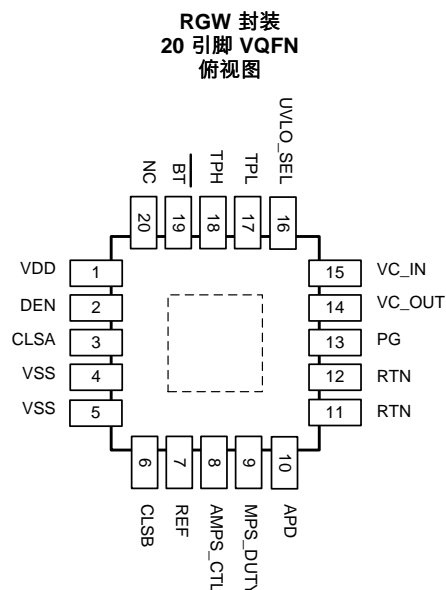 RGW 封装
20 引脚 VQFN
俯视图
NC
BT
TPH
TPL
UVLO_SEL
20
19
18
17
16
VDD 1
DEN 2
CLSA 3
VSS 4
VSS 5
15 VC_IN
14 VC_OUT
13 PG
12 RTN
11 RTN
6
7
8
9
10
CLSB
REF
AMPS_CTL
MPS_DUTY
APD